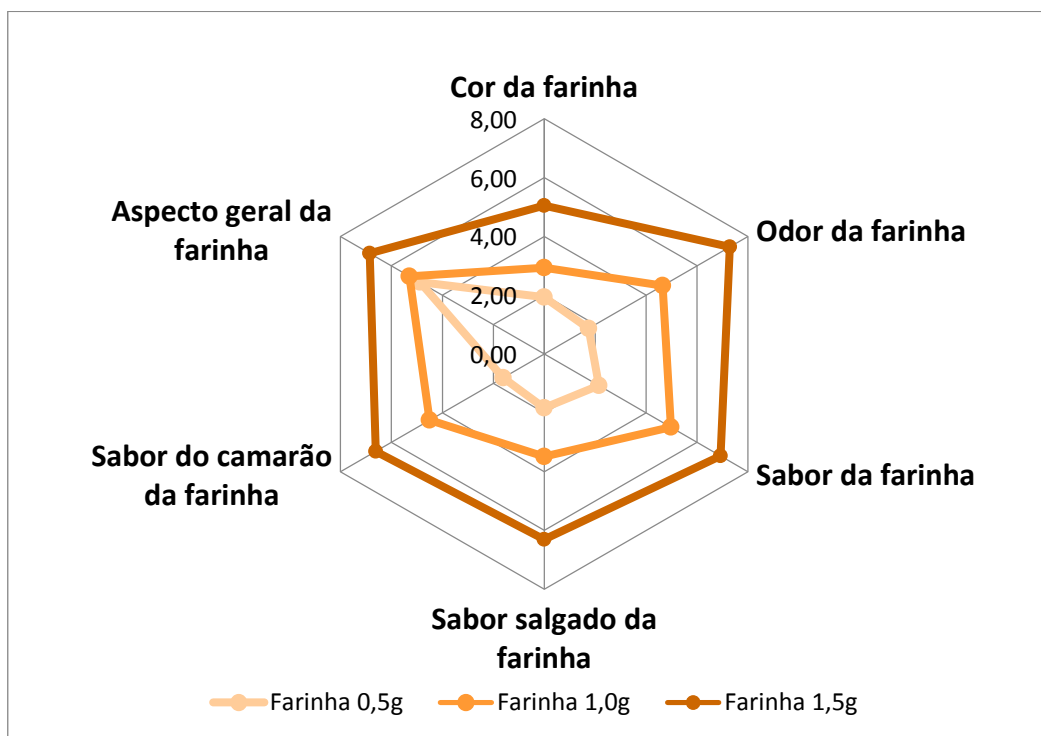 Cor da farinha
8,00
6,00
4,00
2,00
0,00
Odor da farinha
Sabor da farinha
Sabor salgado da
farinha
Sabor do camarão
da farinha
Aspecto geral da
farinha
Farinha 0,5g
Farinha 1,0g
Farinha 1,5g